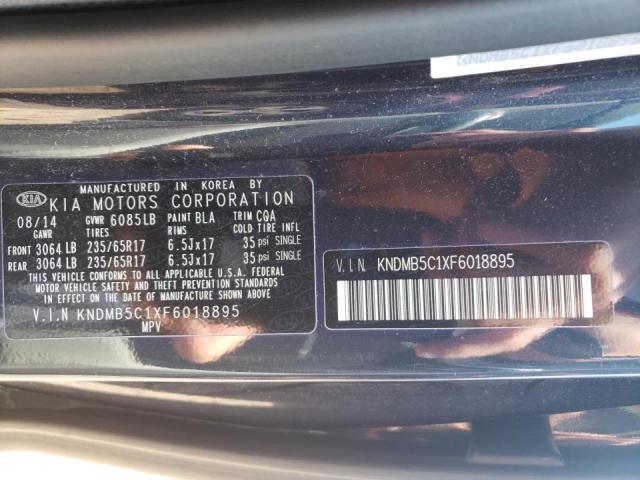 KNDMB5C1XF6018895
MANUFACTURED IN KOREA BY
KIA KIA MOTORS CORPORATION
08/14 GVWR 6085LB PAINT BLA TRIM CQA
GAWR TIRES RIMS COLD TIRE INFL
FRONT 3064 LB 235/65R17 6.5Jx17 35 psi SINGLE
REAR 3064 LB 235/65R17 6.5Jx17 35 psi SINGLE
THIS VEHICLE CONFORMS TO ALL APPLICABLE U.S.A. FEDERAL
MOTOR VEHICLE SAFETY AND THEFT PREVENTION STANDARDS
IN EFFECT ON THE DATE OF MANUFACTURE SHOWN ABOVE.
V.I.N KNDMB5C1XF6018895
MPV
V.I.N. KNDMB5C1XF6018895